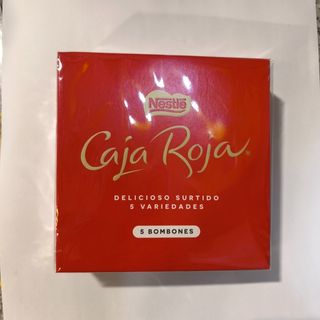 Nestlé
Caja Roja
DELICIOSO SURTIDO
5 VARIEDADES
5 BOMBONES